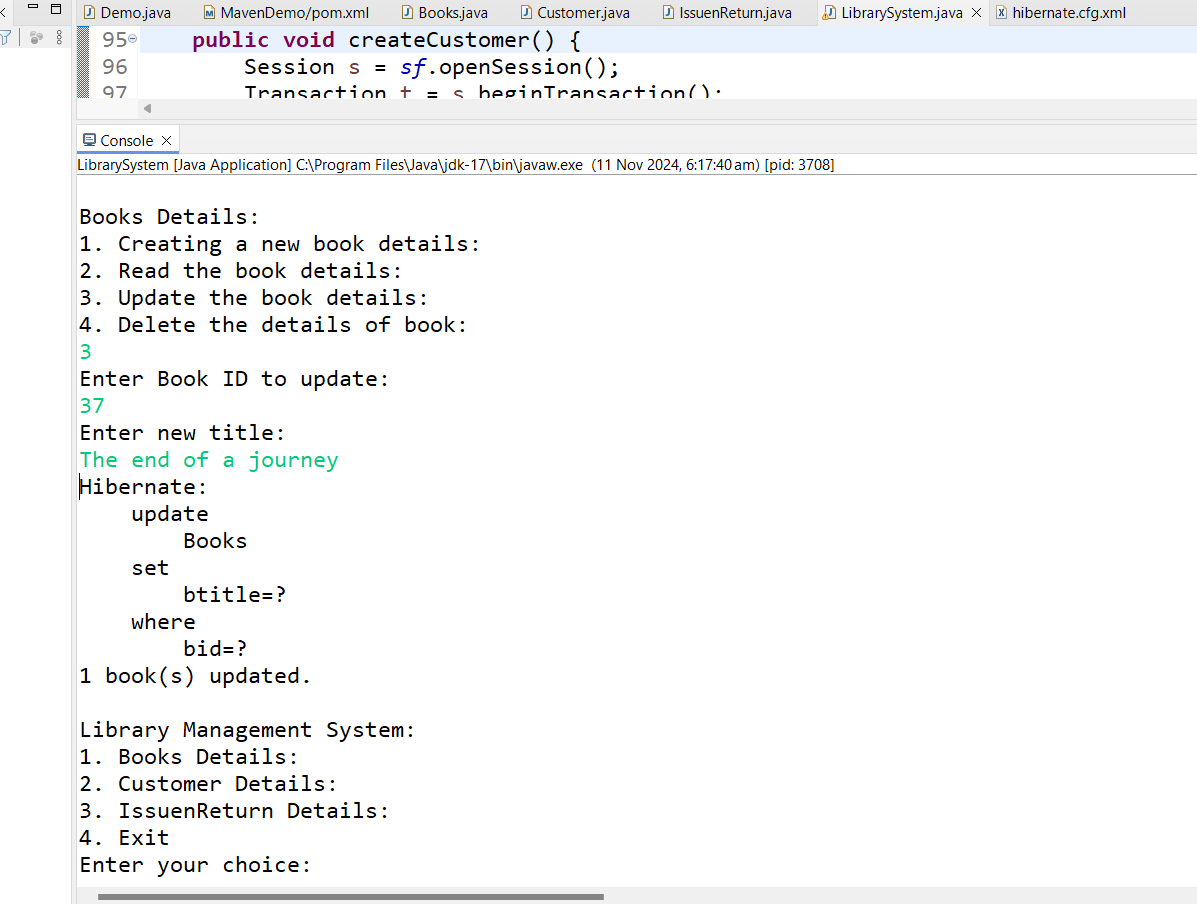 Demo.java MavenDemo/pom.xml Books.java Customer.java IssuenReturn.java LibrarySystem.java hibernate.cfg.xml
95 public void createCustomer() {
96 Session s = sf.openSession();
97 Transaction t = s.beginTransaction();
Console
LibrarySystem [Java Application] C:\Program Files\Java\jdk-17\bin\javaw.exe (11 Nov 2024, 6:17:40 am) [pid: 3708]
Books Details:
1. Creating a new book details:
2. Read the book details:
3. Update the book details:
4. Delete the details of book:
3
Enter Book ID to update:
37
Enter new title:
The end of a journey
Hibernate:
update
Books
set
btitle=?
where
bid=?
1 book(s) updated.
Library Management System:
1. Books Details:
2. Customer Details:
3. IssuenReturn Details:
4. Exit
Enter your choice: